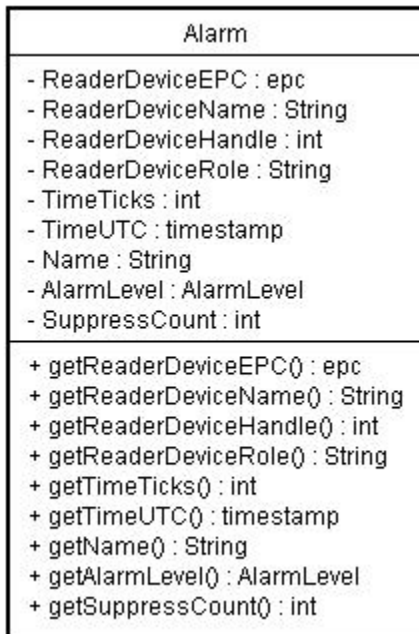 Alarm
- ReaderDeviceEPC : epc
- ReaderDeviceName : String
- ReaderDeviceHandle : int
- ReaderDeviceRole : String
- TimeTicks : int
- TimeUTC : timestamp
- Name : String
- AlarmLevel : AlarmLevel
- SuppressCount : int
+ getReaderDeviceEPC() : epc
+ getReaderDeviceName() : String
+ getReaderDeviceHandle() : int
+ getReaderDeviceRole() : String
+ getTimeTicks() : int
+ getTimeUTC() : timestamp
+ getName() : String
+ getAlarmLevel() : AlarmLevel
+ getSuppressCount() : int